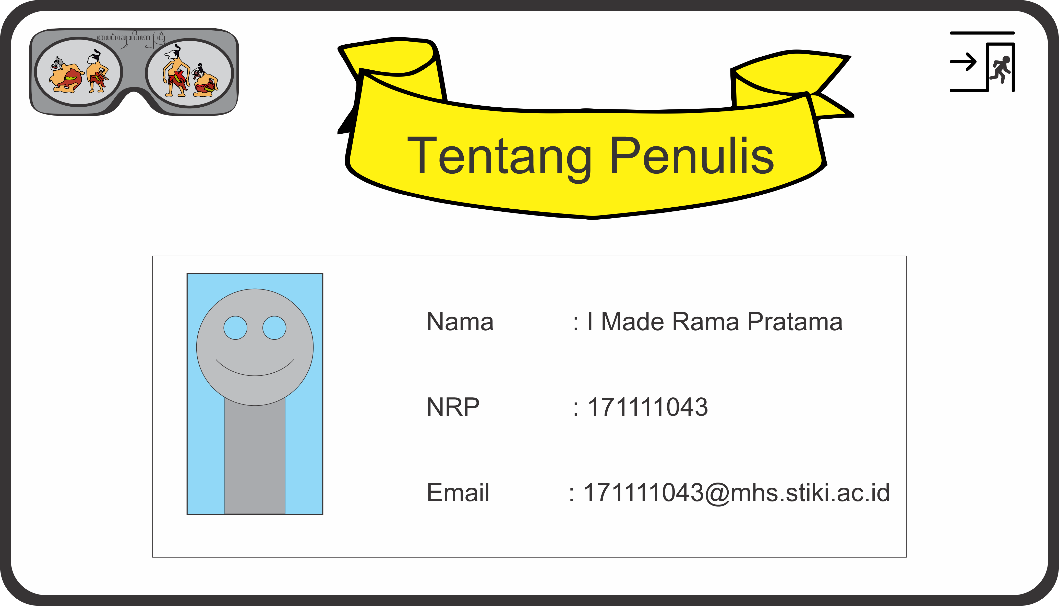 Tentang Penulis
Nama : I Made Rama Pratama
NRP : 171111043
Email : 171111043@mhs.stiki.ac.id